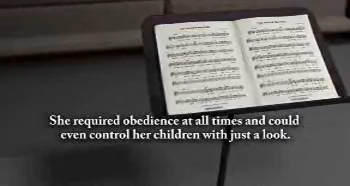 She required obedience at all times and could
even control her children with just a look.